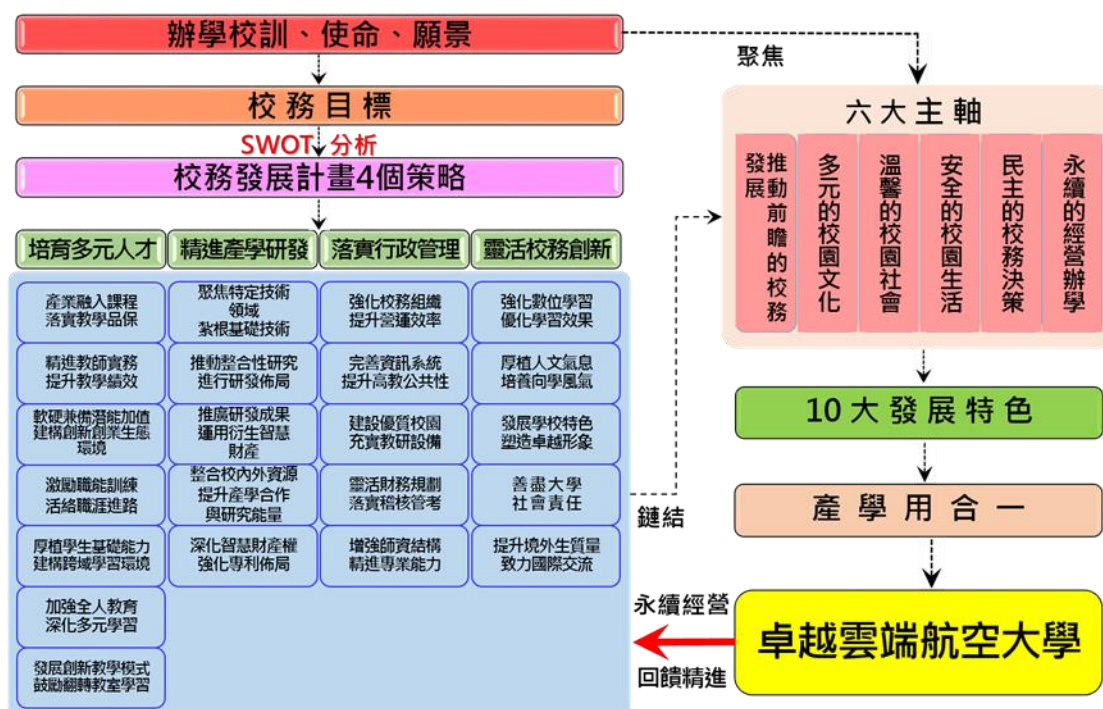 辦學校訓、使命、願景
校務目標
SWOT 分析
校務發展計畫4個策略
培育多元人才
產業融入課程
落實教學品保
精進教師實務
提升教學績效
軟硬兼備潛能加值
建構創新創業生態
環境
激勵職能訓練
活絡職涯進路
厚植學生基礎能力
建構跨域學習環境
加強全人教育
深化多元學習
發展創新教學模式
鼓勵翻轉教室學習
精進產學研發
聚焦特定技術
領域
紮根基礎技術
推動整合性研究
進行研發佈局
推廣研發成果
運用衍生智慧
財產
整合校內外資源
提升產學合作
與研究能量
深化智慧財產權
強化專利佈局
落實行政管理
強化校務組織
提升營運效率
完善資訊系統
提升高教公共性
建設優質校園
充實教研設備
靈活財務規劃
落實稽核管考
增強師資結構
精進專業能力
靈活校務創新
強化數位學習
優化學習效果
厚植人文氣息
培養向學風氣
發展學校特色
塑造卓越形象
善盡大學
社會責任
提升境外生質量
致力國際交流
聚焦
鏈結
六大主軸
推動前瞻的校務
發展
多元的校園文化
溫馨的校園社會
安全的校園生活
民主的校務決策
永續的經營辦學
10大發展特色
產學用合一
卓越雲端航空大學
永續經營
回饋精進